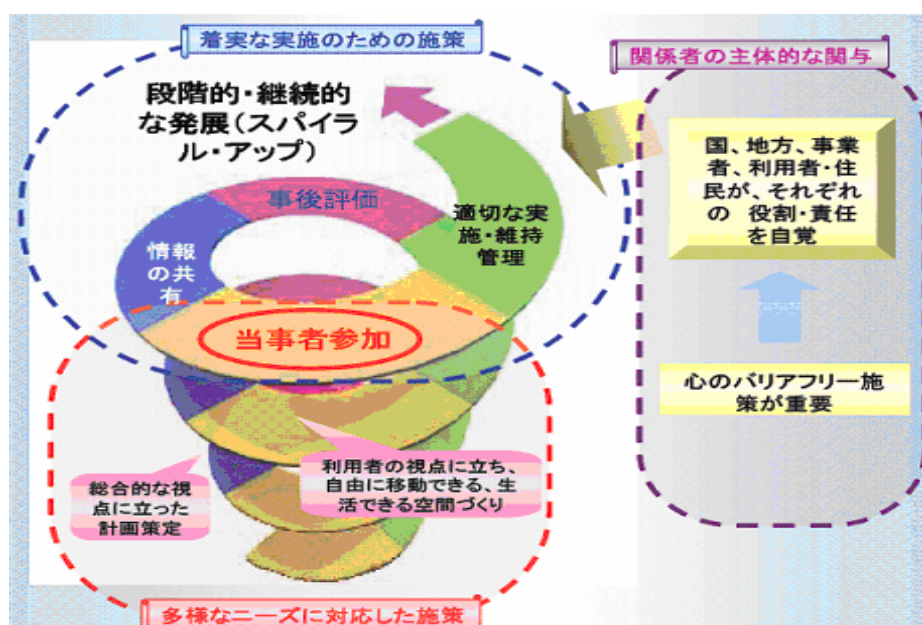 着実な実施のための施策
段階的・継続的
な発展(スパイラ
ル・アップ)
事後評価
情報
の共
有
適切な実
施・維持
管理
当事者参加
総合的な視
点に立った
計画策定
利用者の視点に立ち、
自由に移動できる、生
活できる空間づくり
多様なニーズに対応した施策
関係者の主体的な関与
国、地方、事業
者、利用者・住
民が、それぞれ
の 役割・責任
を自覚
心のバリアフリー施
策が重要